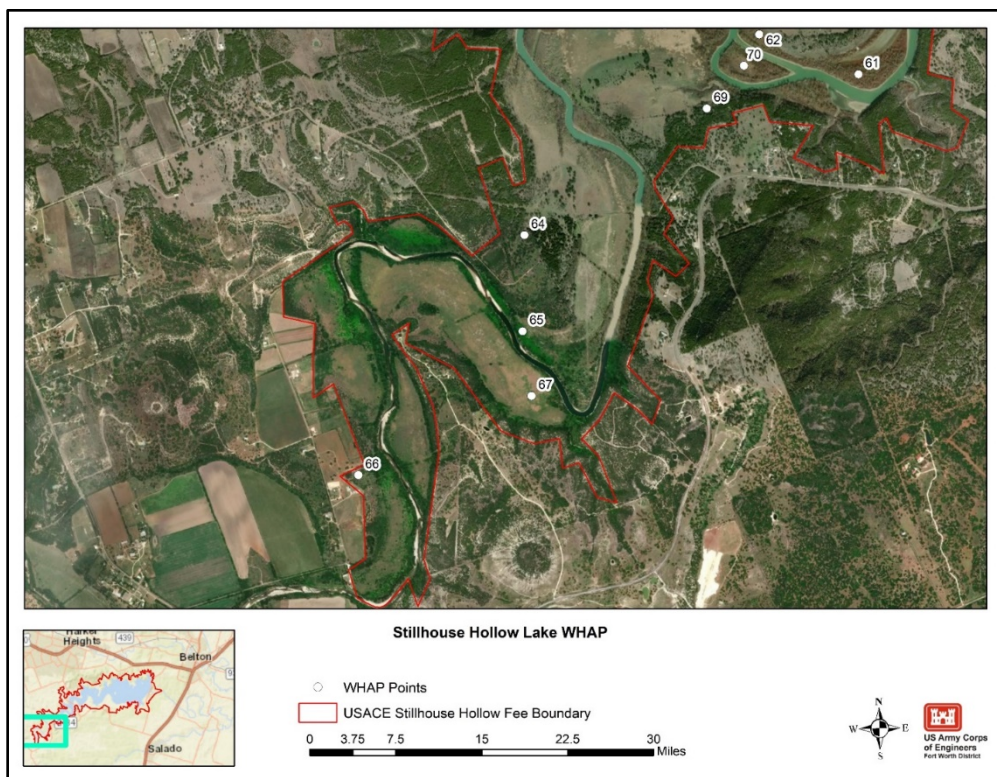 62
70
61
69
64
65
67
66
Stillhouse Hollow Lake WHAP
Heights
439
Belton
Salado
WHAP Points
USACE Stillhouse Hollow Fee Boundary
0 3.75 7.5 15 22.5 30
Miles
N
W E
S
US Army Corps
of Engineers
Fort Worth District